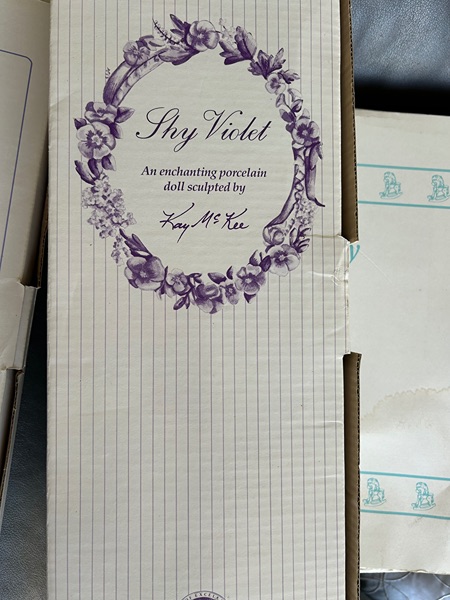 Shy Violet
An enchanting porcelain
doll sculpted by
Kay McKee